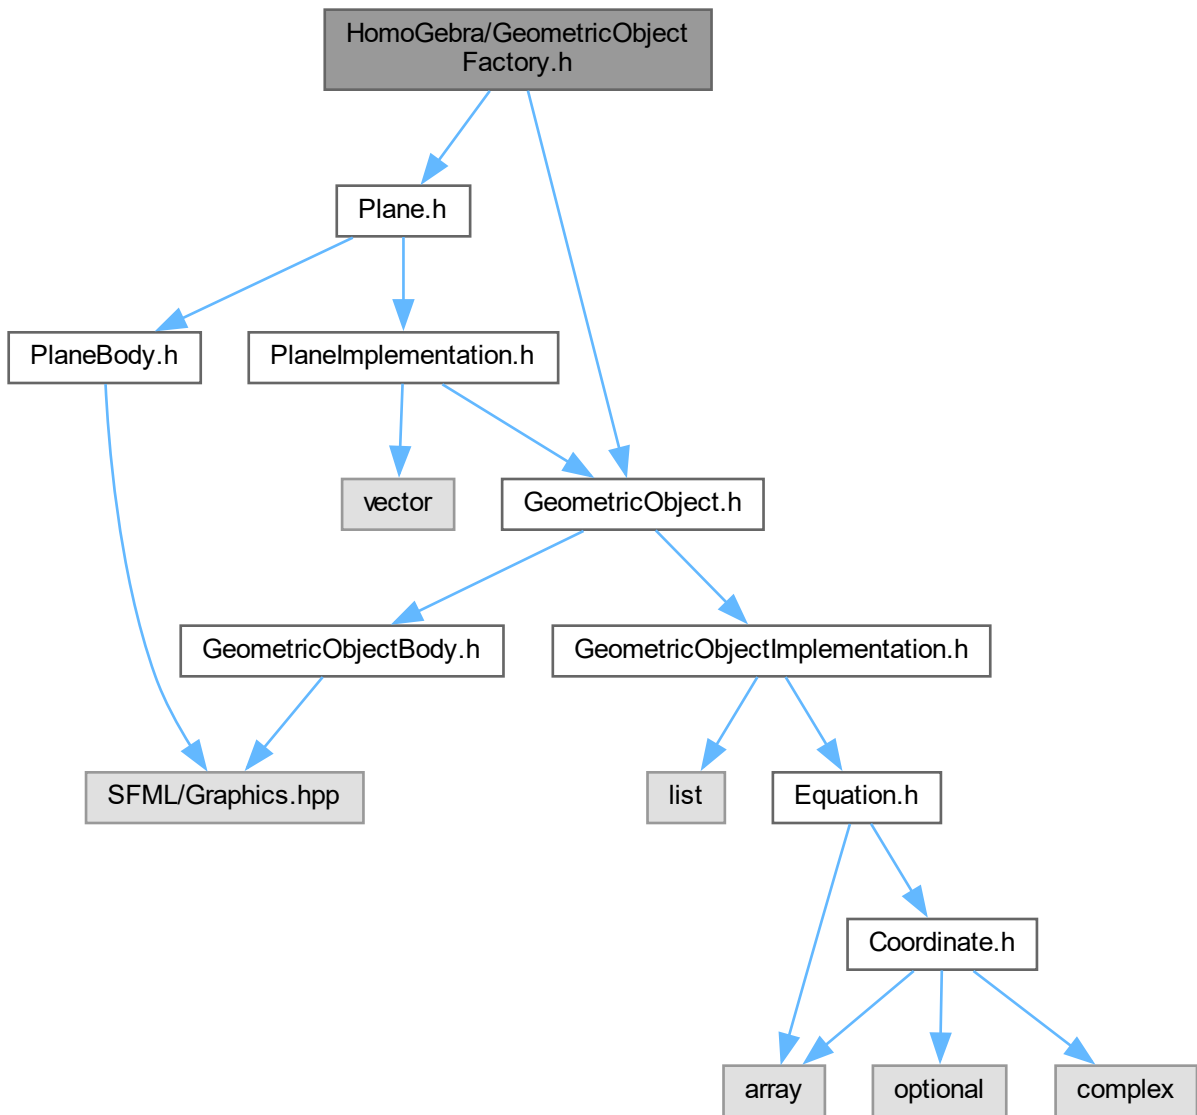 HomoGebra/GeometricObject
Factory.h
Plane.h
PlaneBody.h
PlaneImplementation.h
vector
GeometricObject.h
GeometricObjectBody.h
GeometricObjectImplementation.h
SFML/Graphics.hpp
list
Equation.h
Coordinate.h
array
optional
complex